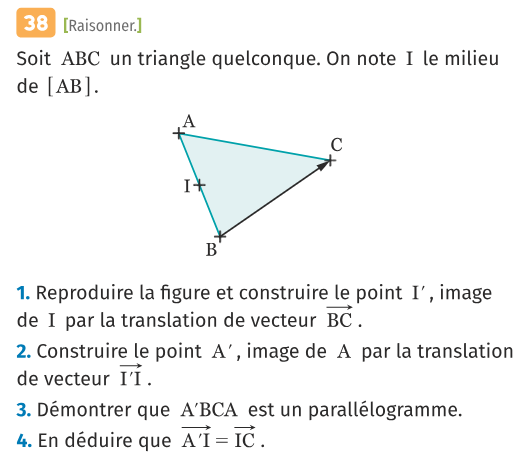 38 [Raisonner.]
Soit ABC un triangle quelconque. On note I le milieu
de [AB].
A
C
I
B
1. Reproduire la figure et construire le point I′, image
de I par la translation de vecteur \overrightarrow{BC}.
2. Construire le point A′, image de A par la translation
de vecteur \overrightarrow{I′I}.
3. Démontrer que A′BCA est un parallélogramme.
4. En déduire que \overrightarrow{A′I} = \overrightarrow{IC}.